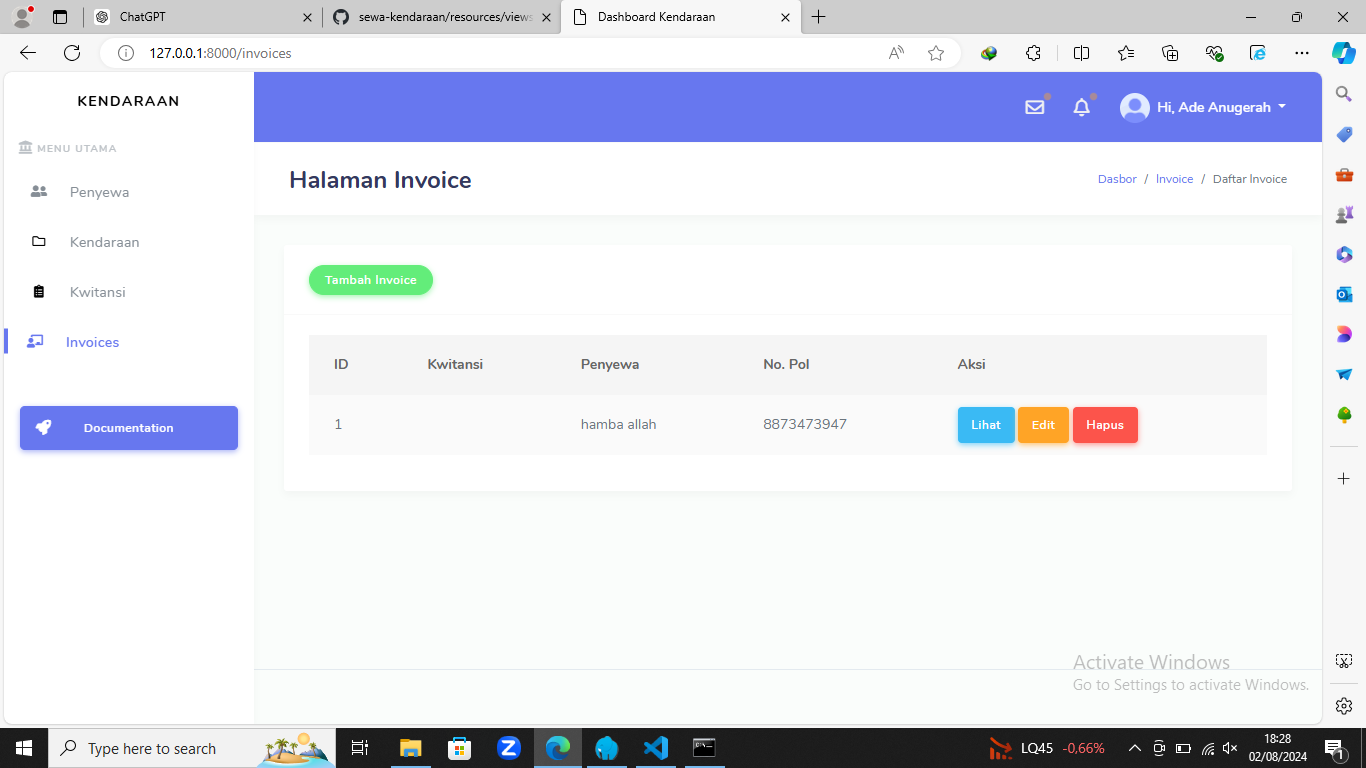 ChatGPT
sewa-kendaraan/resources/views
Dashboard Kendaraan
127.0.0.1:8000/invoices
KENDARAAN
Hi, Ade Anugerah
MENU UTAMA
Penyewa
Kendaraan
Kwitansi
Invoices
Documentation
Halaman Invoice
Dasbor / Invoice / Daftar Invoice
Tambah Invoice
ID Kwitansi Penyewa No. Pol Aksi
1 hamba allah 8873473947 Lihat Edit Hapus
Activate Windows
Go to Settings to activate Windows.
Type here to search
LQ45 -0,66%
18:28
02/08/2024
1